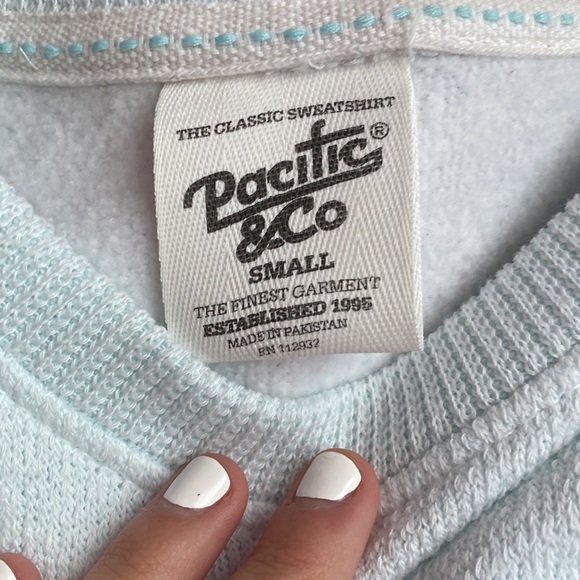 THE CLASSIC SWEATSHIRT
Pacific®
&Co
SMALL
THE FINEST GARMENT
ESTABLISHED 1995
MADE IN PAKISTAN
RN 112932